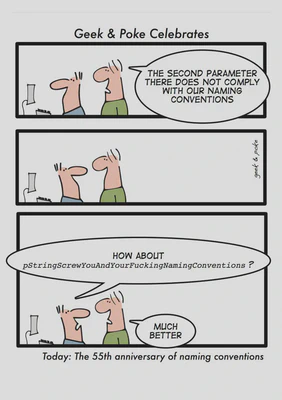 Geek & Poke Celebrates
THE SECOND PARAMETER
THERE DOES NOT COMPLY
WITH OUR NAMING
CONVENTIONS
geek & poke
HOW ABOUT
pStringScrewYouAndYourFuckingNamingConventions ?
MUCH
BETTER
Today: The 55th anniversary of naming conventions